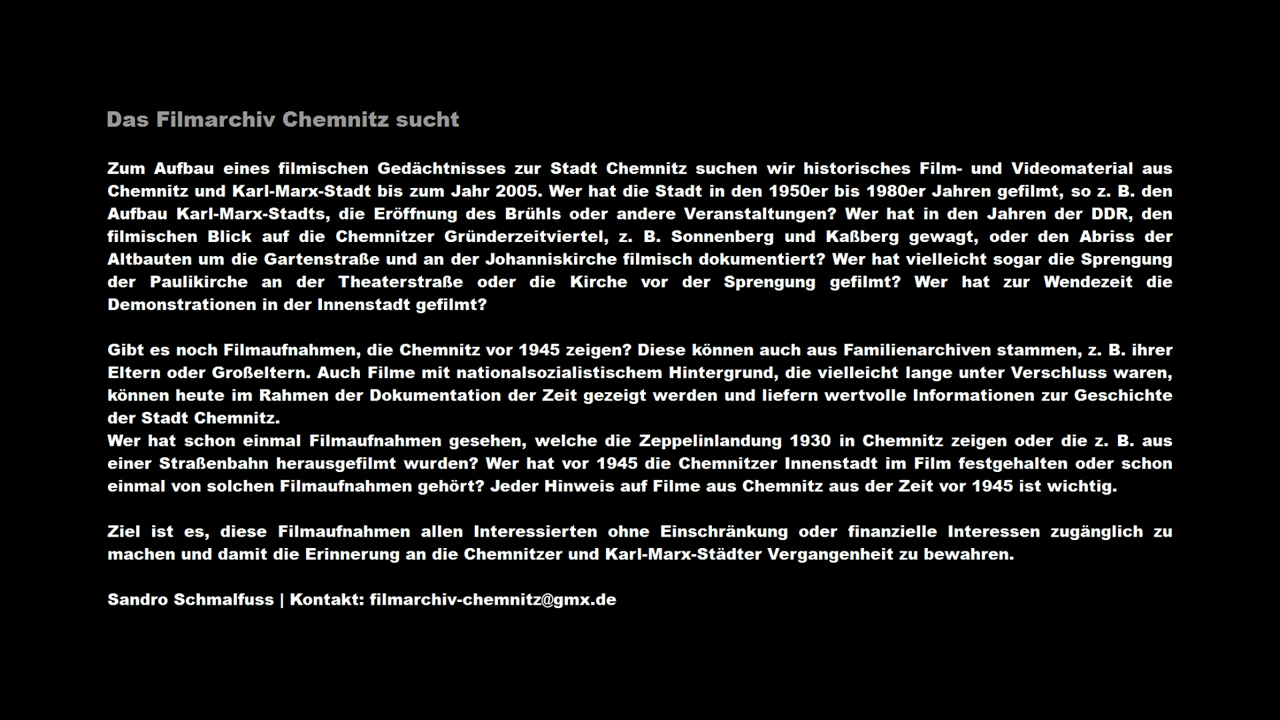 Das Filmarchiv Chemnitz sucht
Zum Aufbau eines filmischen Gedächtnisses zur Stadt Chemnitz suchen wir historisches Film- und Videomaterial aus
Chemnitz und Karl-Marx-Stadt bis zum Jahr 2005. Wer hat die Stadt in den 1950er bis 1980er Jahren gefilmt, so z. B. den
Aufbau Karl-Marx-Stadts, die Eröffnung des Brühls oder andere Veranstaltungen? Wer hat in den Jahren der DDR, den
filmischen Blick auf die Chemnitzer Gründerzeitviertel, z. B. Sonnenberg und Kaßberg gewagt, oder den Abriss der
Altbauten um die Gartenstraße und an der Johanniskirche filmisch dokumentiert? Wer hat vielleicht sogar die Sprengung
der Paulikirche an der Theaterstraße oder die Kirche vor der Sprengung gefilmt? Wer hat zur Wendezeit die
Demonstrationen in der Innenstadt gefilmt?
Gibt es noch Filmaufnahmen, die Chemnitz vor 1945 zeigen? Diese können auch aus Familienarchiven stammen, z. B. ihrer
Eltern oder Großeltern. Auch Filme mit nationalsozialistischem Hintergrund, die vielleicht lange unter Verschluss waren,
können heute im Rahmen der Dokumentation der Zeit gezeigt werden und liefern wertvolle Informationen zur Geschichte
der Stadt Chemnitz.
Wer hat schon einmal Filmaufnahmen gesehen, welche die Zeppelinlandung 1930 in Chemnitz zeigen oder die z. B. aus
einer Straßenbahn herausgefilmt wurden? Wer hat vor 1945 die Chemnitzer Innenstadt im Film festgehalten oder schon
einmal von solchen Filmaufnahmen gehört? Jeder Hinweis auf Filme aus Chemnitz aus der Zeit vor 1945 ist wichtig.
Ziel ist es, diese Filmaufnahmen allen Interessierten ohne Einschränkung oder finanzielle Interessen zugänglich zu
machen und damit die Erinnerung an die Chemnitzer und Karl-Marx-Städter Vergangenheit zu bewahren.
Sandro Schmalfuss | Kontakt: filmarchiv-chemnitz@gmx.de